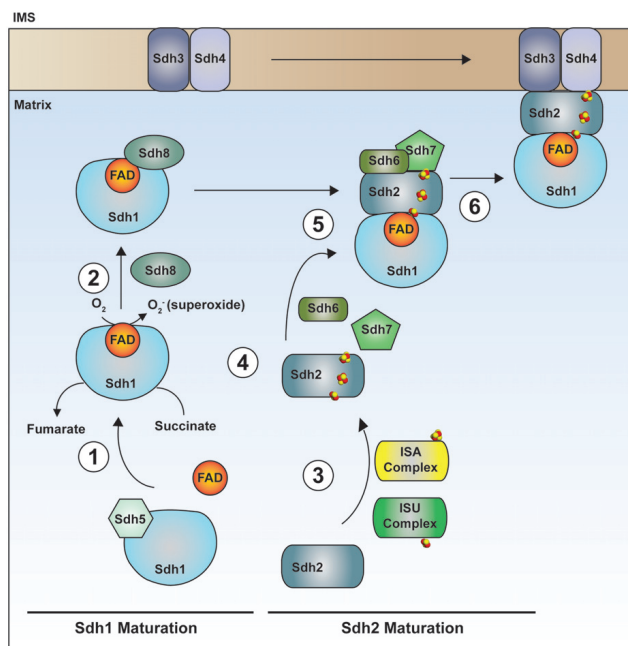 IMS
Sdh3 Sdh4
Sdh3 Sdh4
Matrix
Sdh2
FAD
Sdh1
Sdh8
FAD
Sdh1
Sdh6
Sdh7
Sdh2
FAD
Sdh1
5
6
2
Sdh8
O2
O2- (superoxide)
FAD
Sdh1
Fumarate
Succinate
1
FAD
Sdh5
Sdh1
Sdh6
Sdh7
4
Sdh2
3
ISA
Complex
ISU
Complex
Sdh2
Sdh1 Maturation
Sdh2 Maturation